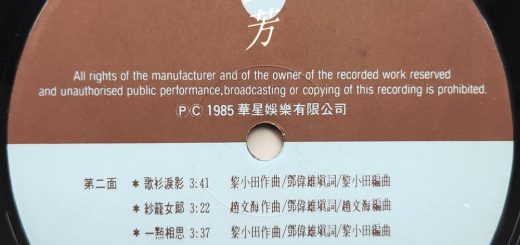 芳
All rights of the manufacturer and of the owner of the recorded work reserved
and unauthorised public performance, broadcasting or copying of this recording is prohibited.
ⓅⒸ 1985 華星娛樂有限公司
第二面 * 歌衫淚影 3:41 黎小田作曲/鄧偉雄塡詞/黎小田編曲
* 紗籠女郞 3:22 趙文海作曲/鄧偉雄塡詞/趙文海編曲
* 一點相思 3:37 黎小田作曲/鄧偉雄塡詞/黎小田編曲